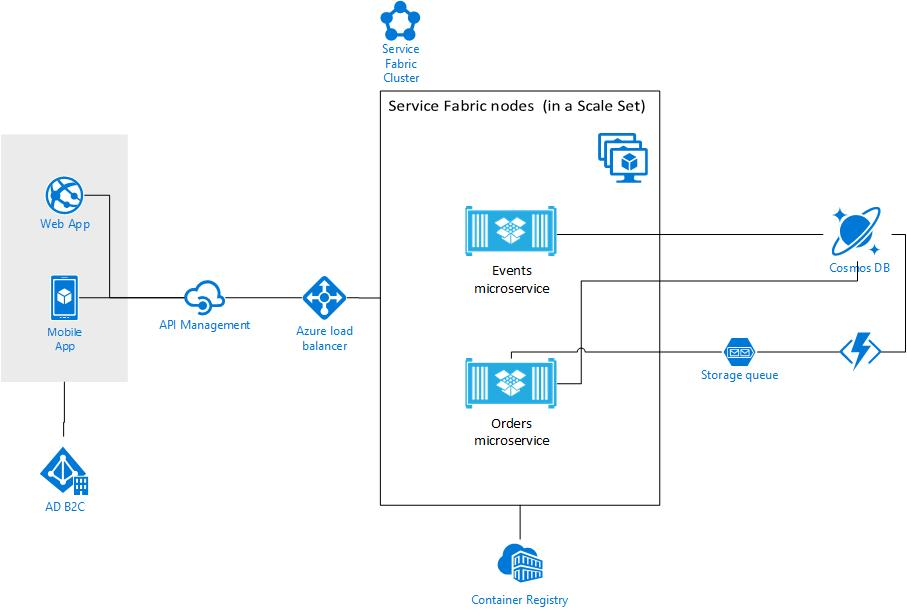 Service
Fabric
Cluster
Service Fabric nodes  (in a Scale Set)
Web App
Events
microservice
Cosmos DB
API Management
Mobile
App
Azure load
balancer
Storage queue
Orders
microservice
AD B2C
Container Registry